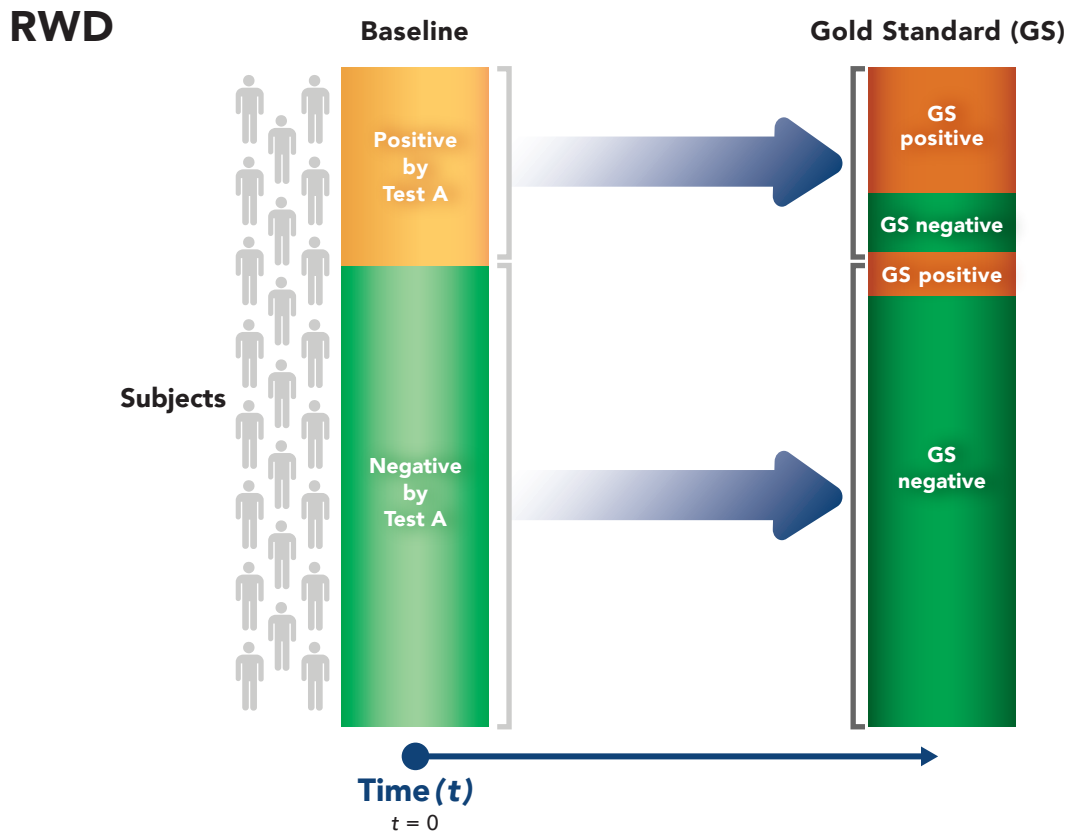 RWD
Baseline
Gold Standard (GS)
Positive
by
Test A
GS
positive
GS negative
GS positive
Subjects
Negative
by
Test A
GS
negative
Time (t)
t = 0